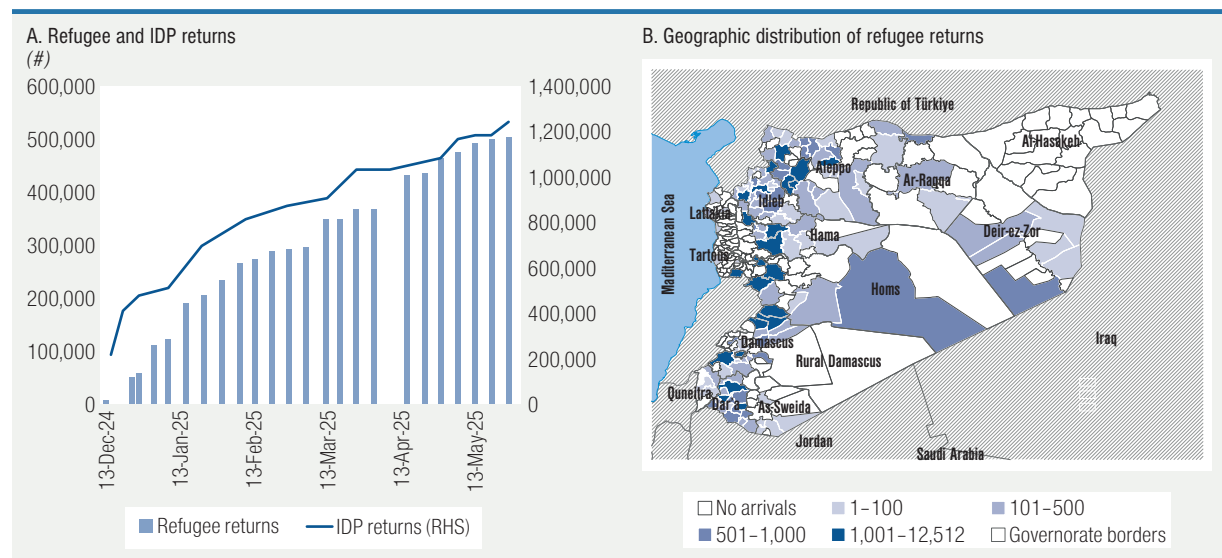 A. Refugee and IDP returns
(#)
600,000
500,000
400,000
300,000
200,000
100,000
0
1,400,000
1,200,000
1,000,000
800,000
600,000
400,000
200,000
0
13-Dec-24
13-Jan-25
13-Feb-25
13-Mar-25
13-Apr-25
13-May-25
Refugee returns
IDP returns (RHS)
B. Geographic distribution of refugee returns
Republic of Türkiye
Al Hasakeh
Aleppo
Ar-Raqqa
Idleb
Lattakia
Deir-ez-Zor
Hama
Tartous
Maditerranean Sea
Homs
Damascus
Iraq
Rural Damascus
Quneitra
Dar'a
As-Sweida
Jordan
Saudi Arabia
No arrivals
1–100
101–500
501–1,000
1,001–12,512
Governorate borders